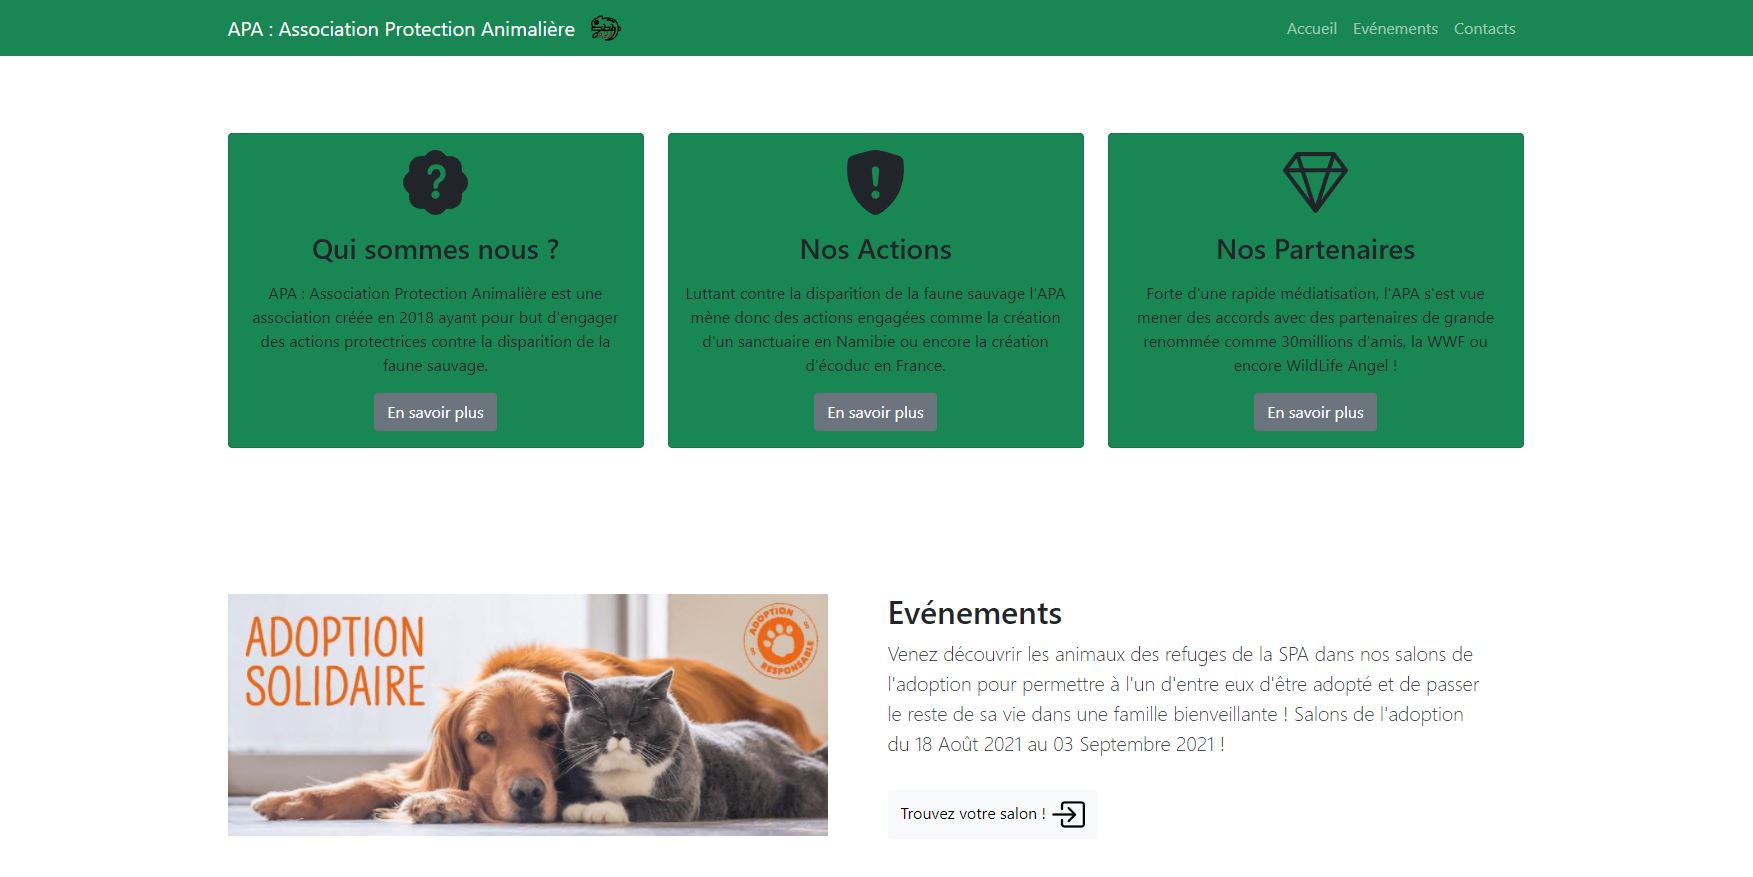 APA : Association Protection Animalière
Accueil Evénements Contacts
Qui sommes nous ?
APA : Association Protection Animalière est une
association créée en 2018 ayant pour but d'engager
des actions protectrices contre la disparition de la
faune sauvage.
En savoir plus
Nos Actions
Luttant contre la disparition de la faune sauvage l'APA
mène donc des actions engagées comme la création
d'un sanctuaire en Namibie ou encore la création
d'écoduc en France.
En savoir plus
Nos Partenaires
Forte d'une rapide médiatisation, l'APA s'est vue
mener des accords avec des partenaires de grande
renommée comme 30millions d'amis, la WWF ou
encore WildLife Angel !
En savoir plus
ADOPTION
SOLIDAIRE
ADOPTION
RESPONSABLE
Evénements
Venez découvrir les animaux des refuges de la SPA dans nos salons de
l'adoption pour permettre à l'un d'entre eux d'être adopté et de passer
le reste de sa vie dans une famille bienveillante ! Salons de l'adoption
du 18 Août 2021 au 03 Septembre 2021 !
Trouvez votre salon !